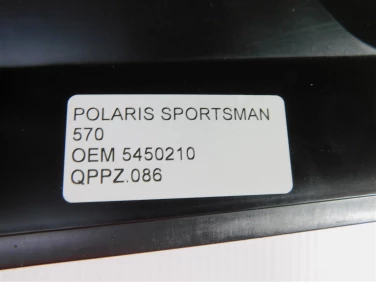 POLARIS SPORTSMAN
570
OEM 5450210
QPPZ.086